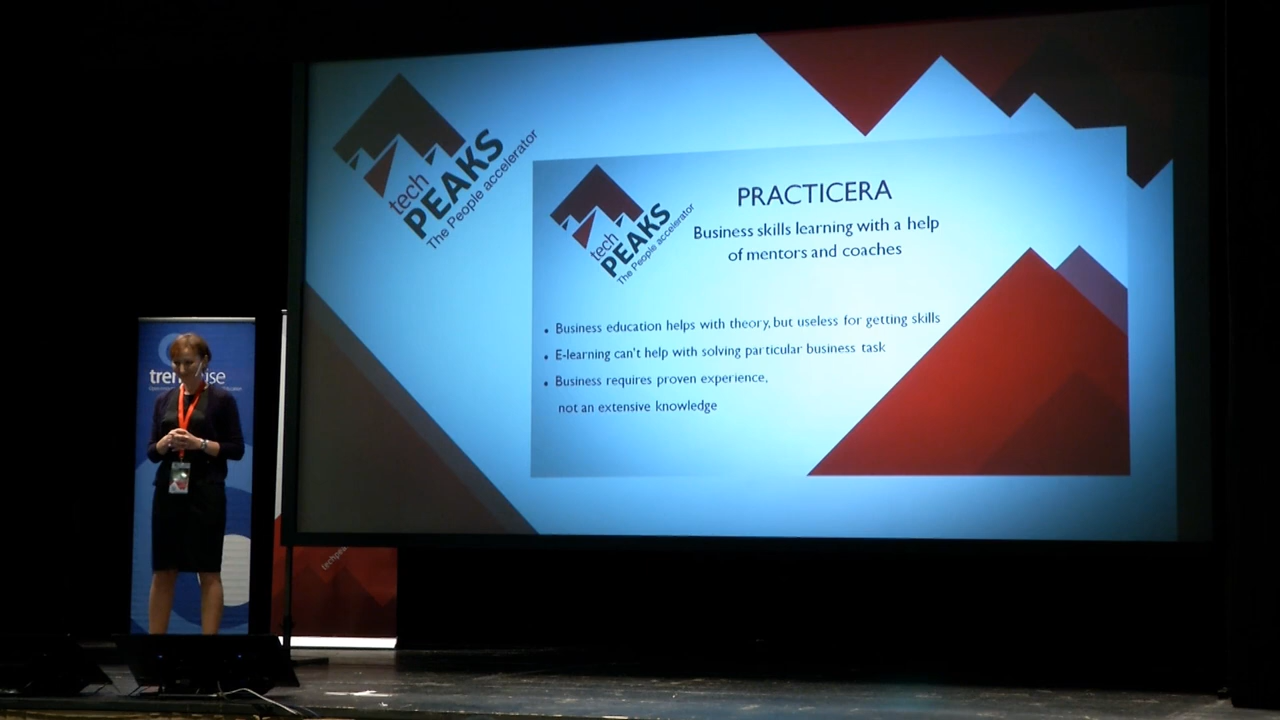 tech
PEAKS
The People accelerator
tech
PEAKS
The People accelerator
PRACTICERA
Business skills learning with a help
of mentors and coaches
• Business education helps with theory, but useless for getting skills
• E-learning can't help with solving particular business task
• Business requires proven experience,
not an extensive knowledge